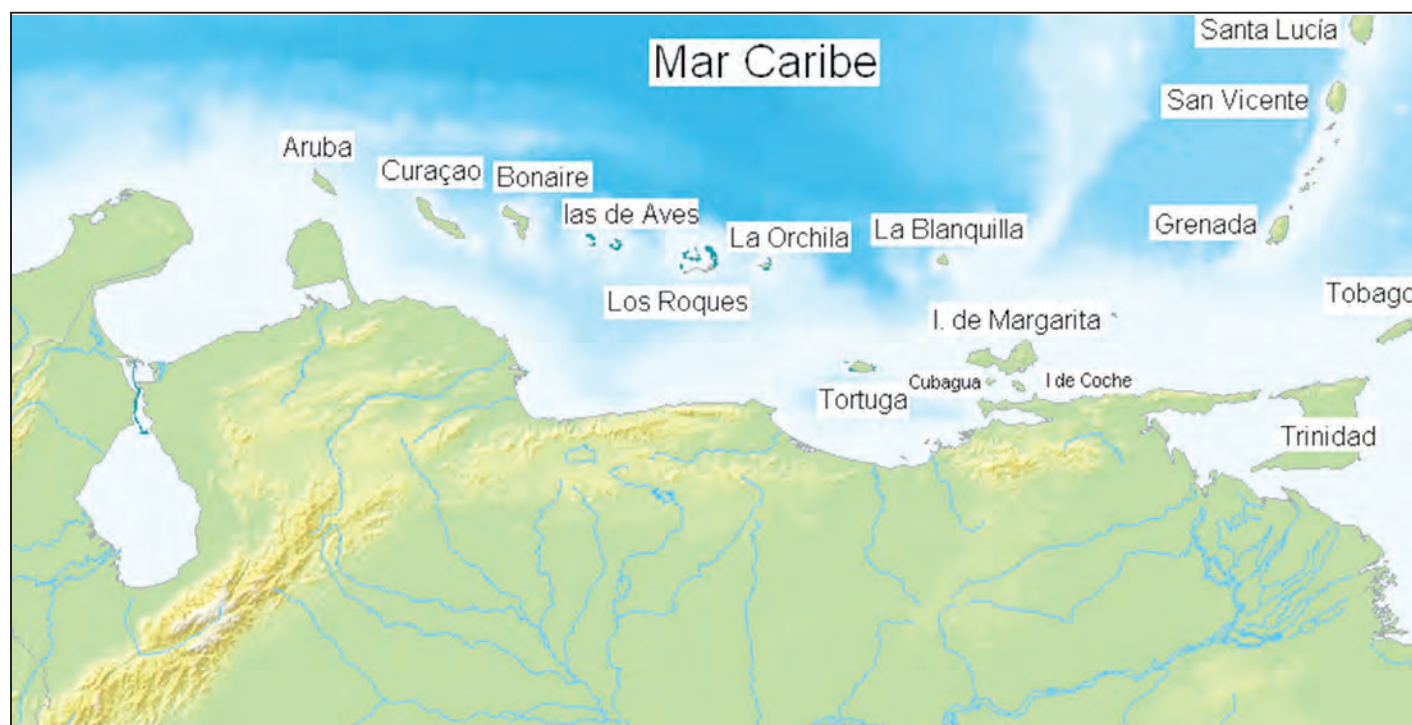 Santa Lucía
Mar Caribe
San Vicente
Aruba
Curaçao
Bonaire
las de Aves
Grenada
La Blanquilla
La Orchila
Los Roques
Tobago
I. de Margarita
Cubagua
I de Coche
Tortuga
Trinidad